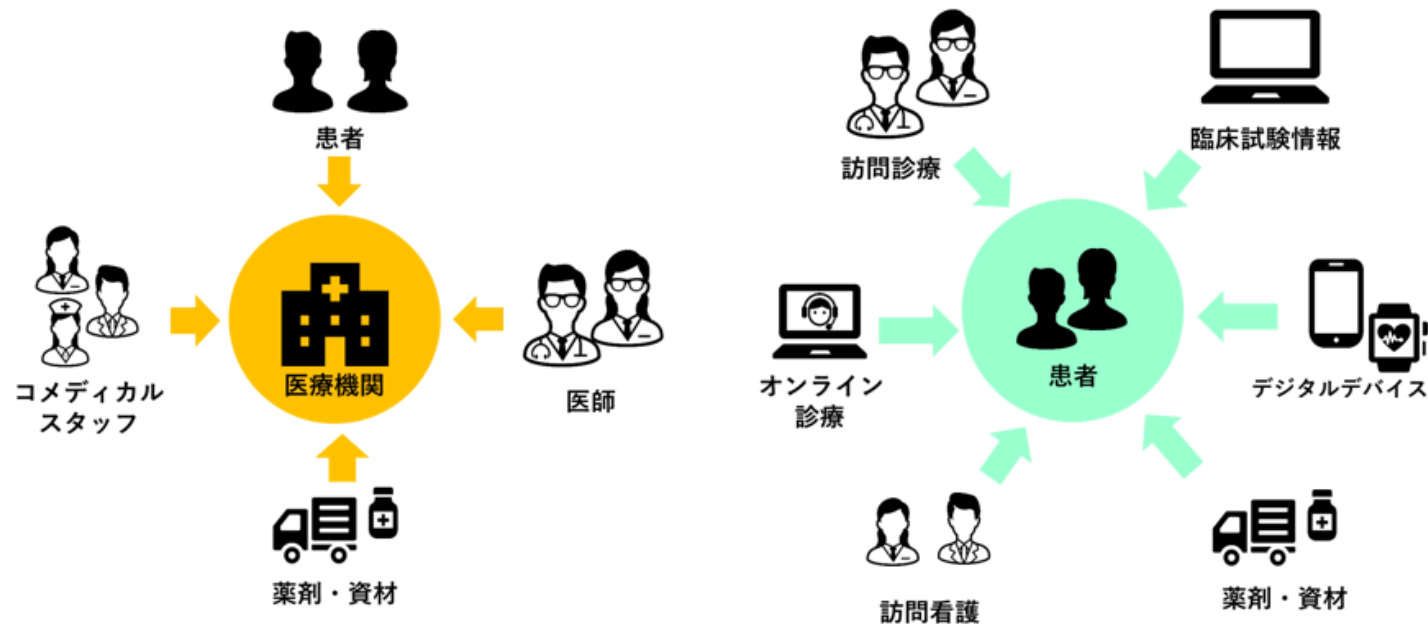 患者
コメディカル
スタッフ
医療機関
医師
薬剤・資材
訪問診療
臨床試験情報
オンライン
診療
患者
デジタルデバイス
訪問看護
薬剤・資材